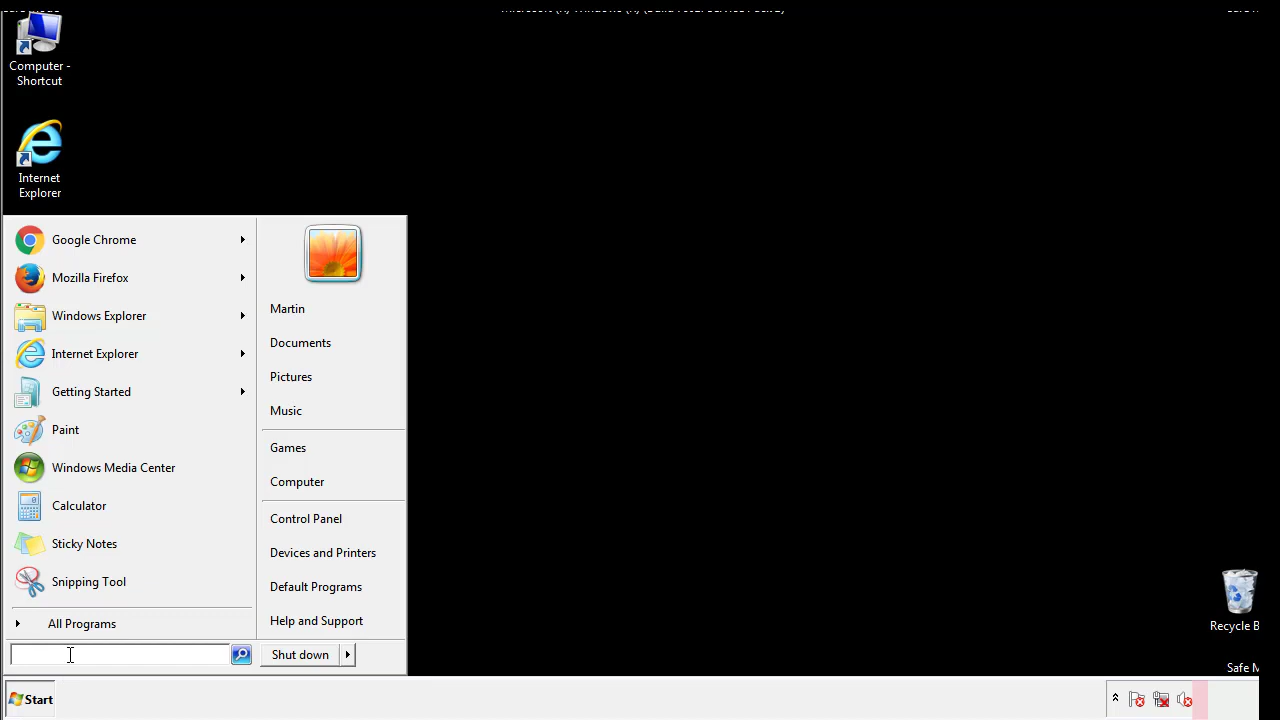 Computer -
Shortcut
Internet
Explorer
Google Chrome
Mozilla Firefox
Windows Explorer
Internet Explorer
Getting Started
Paint
Windows Media Center
Calculator
Sticky Notes
Snipping Tool
All Programs
Martin
Documents
Pictures
Music
Games
Computer
Control Panel
Devices and Printers
Default Programs
Help and Support
Shut down
Recycle B
Safe M
Start